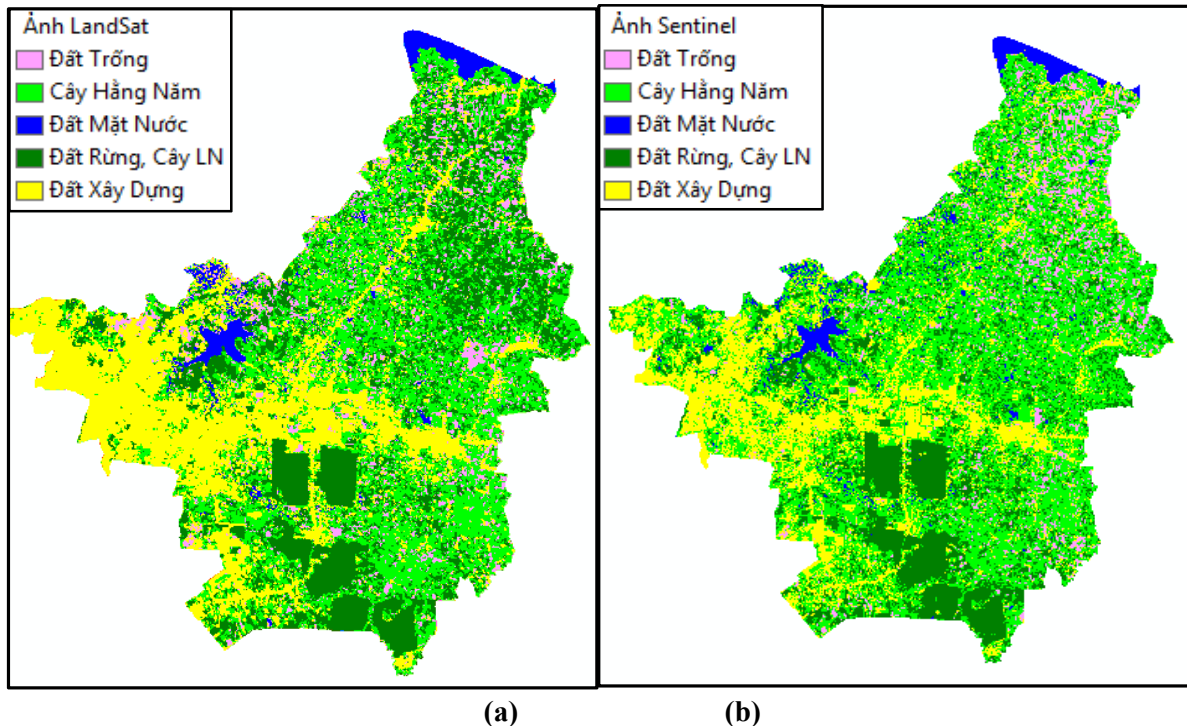 Ảnh LandSat
Đất Trống
Cây Hằng Năm
Đất Mặt Nước
Đất Rừng, Cây LN
Đất Xây Dựng
Ảnh Sentinel
Đất Trống
Cây Hằng Năm
Đất Mặt Nước
Đất Rừng, Cây LN
Đất Xây Dựng
(a)
(b)